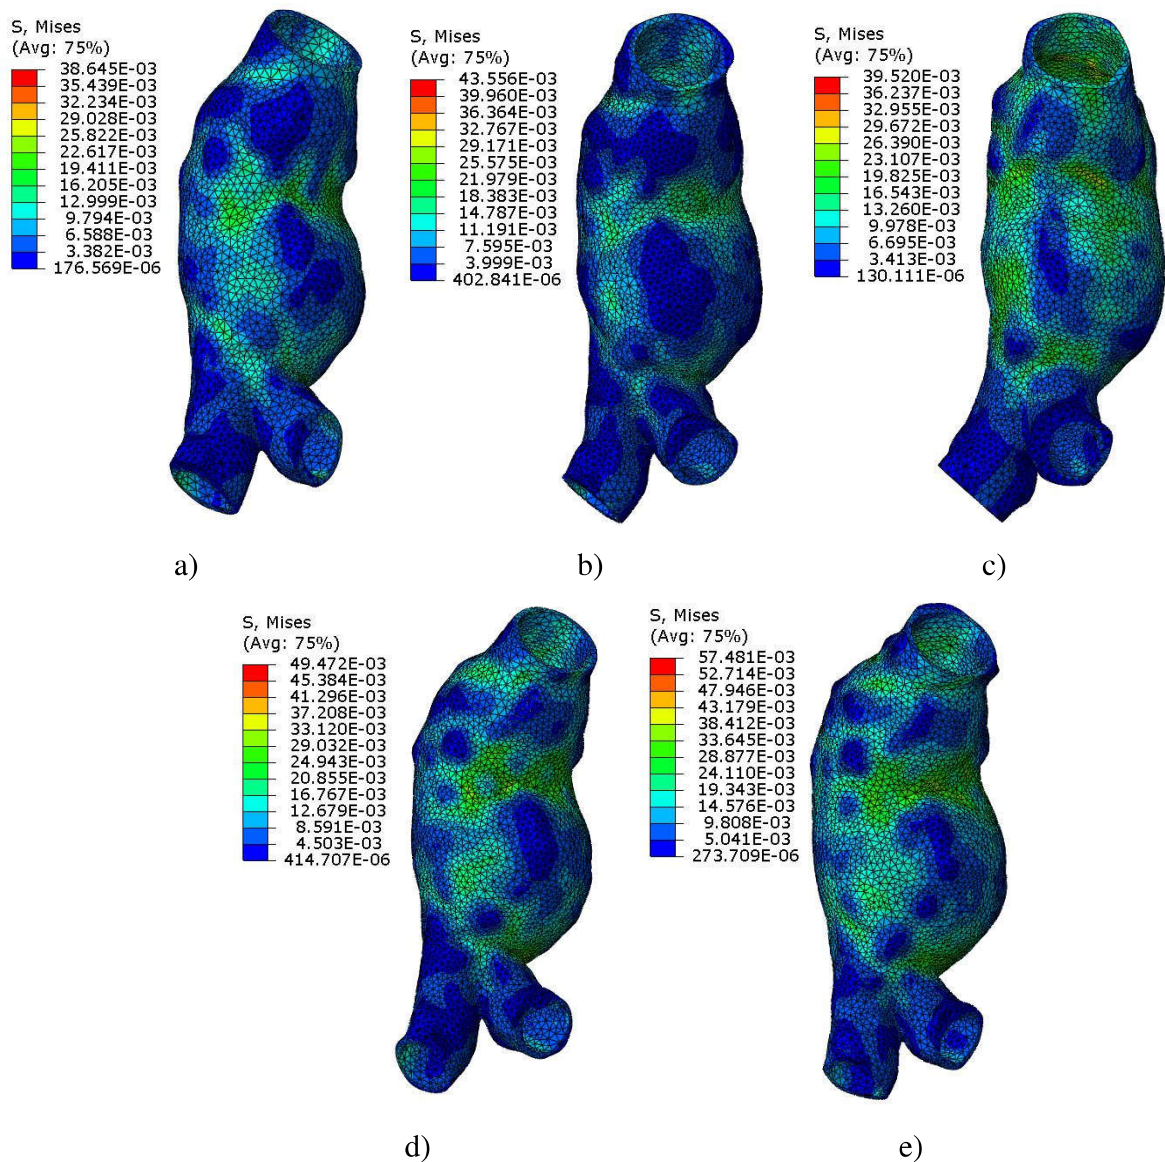 S, Mises
(Avg: 75%)
38.645E-03
35.439E-03
32.234E-03
29.028E-03
25.822E-03
22.617E-03
19.411E-03
16.205E-03
12.999E-03
9.794E-03
6.588E-03
3.382E-03
176.569E-06
S, Mises
(Avg: 75%)
43.556E-03
39.960E-03
36.364E-03
32.767E-03
29.171E-03
25.575E-03
21.979E-03
18.383E-03
14.787E-03
11.191E-03
7.595E-03
3.999E-03
402.841E-06
S, Mises
(Avg: 75%)
39.520E-03
36.237E-03
32.955E-03
29.672E-03
26.390E-03
23.107E-03
19.825E-03
16.543E-03
13.260E-03
9.978E-03
6.695E-03
3.413E-03
130.111E-06
a)
b)
c)
S, Mises
(Avg: 75%)
49.472E-03
45.384E-03
41.296E-03
37.208E-03
33.120E-03
29.032E-03
24.943E-03
20.855E-03
16.767E-03
12.679E-03
8.591E-03
4.503E-03
414.707E-06
S, Mises
(Avg: 75%)
57.481E-03
52.714E-03
47.946E-03
43.179E-03
38.412E-03
33.645E-03
28.877E-03
24.110E-03
19.343E-03
14.576E-03
9.808E-03
5.041E-03
273.709E-06
d)
e)